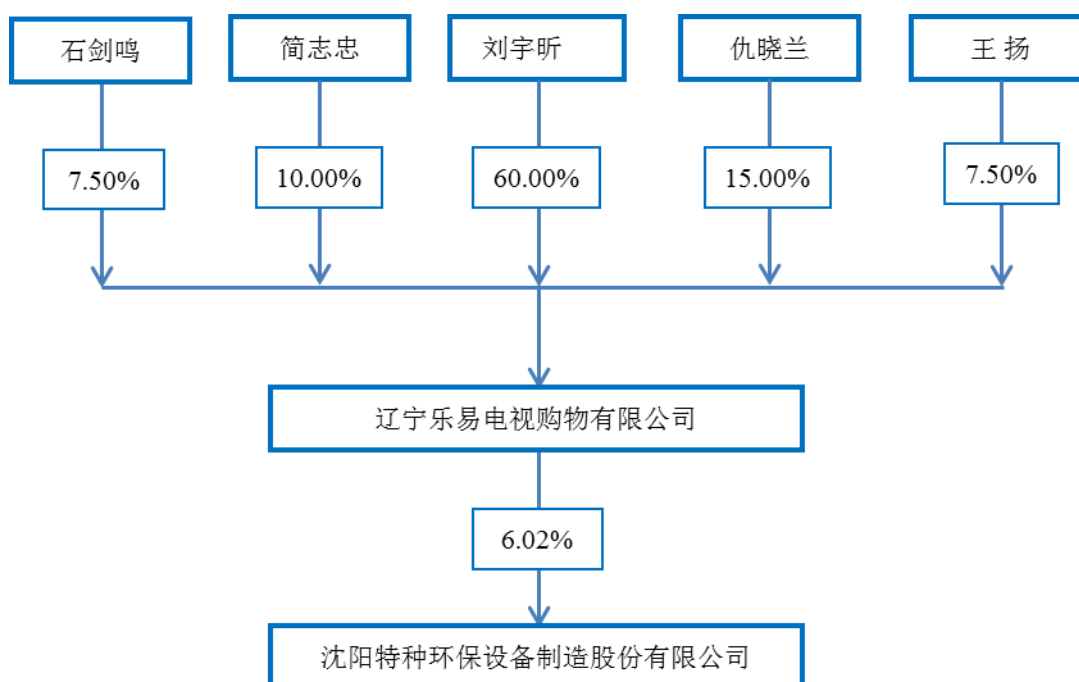 石剑鸣
简志忠
刘宇昕
仇晓兰
王 扬
7.50%
10.00%
60.00%
15.00%
7.50%
辽宁乐易电视购物有限公司
6.02%
沈阳特种环保设备制造股份有限公司